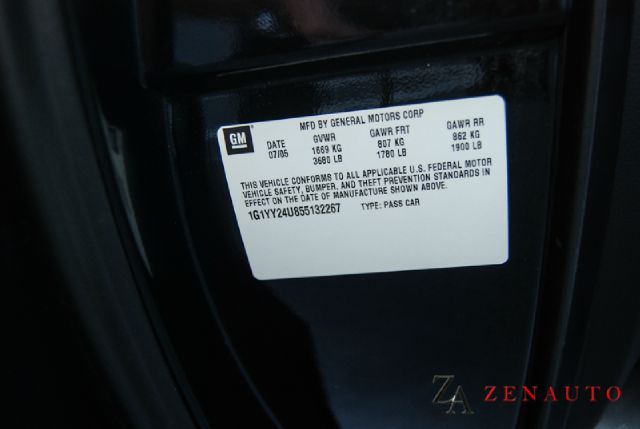 MFD BY GENERAL MOTORS CORP
GM DATE GVWR GAWR FRT GAWR RR
07/05 1669 KG 807 KG 862 KG
3680 LB 1780 LB 1900 LB
THIS VEHICLE CONFORMS TO ALL APPLICABLE U.S. FEDERAL MOTOR
VEHICLE SAFETY, BUMPER, AND THEFT PREVENTION STANDARDS IN
EFFECT ON THE DATE OF MANUFACTURE SHOWN ABOVE.
1G1YY24U855132267 TYPE: PASS CAR
ZA ZENAUTO